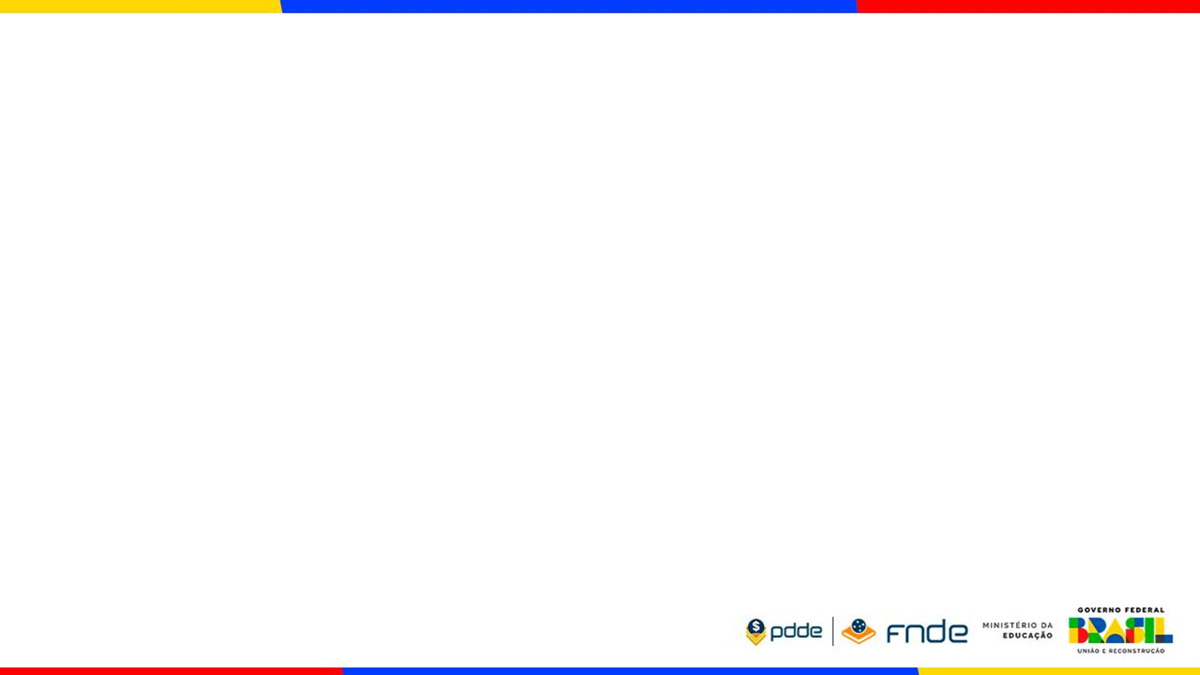 pdde
fnde
MINISTÉRIO DA
EDUCAÇÃO
GOVERNO FEDERAL
BRASIL
UNIÃO E RECONSTRUÇÃO